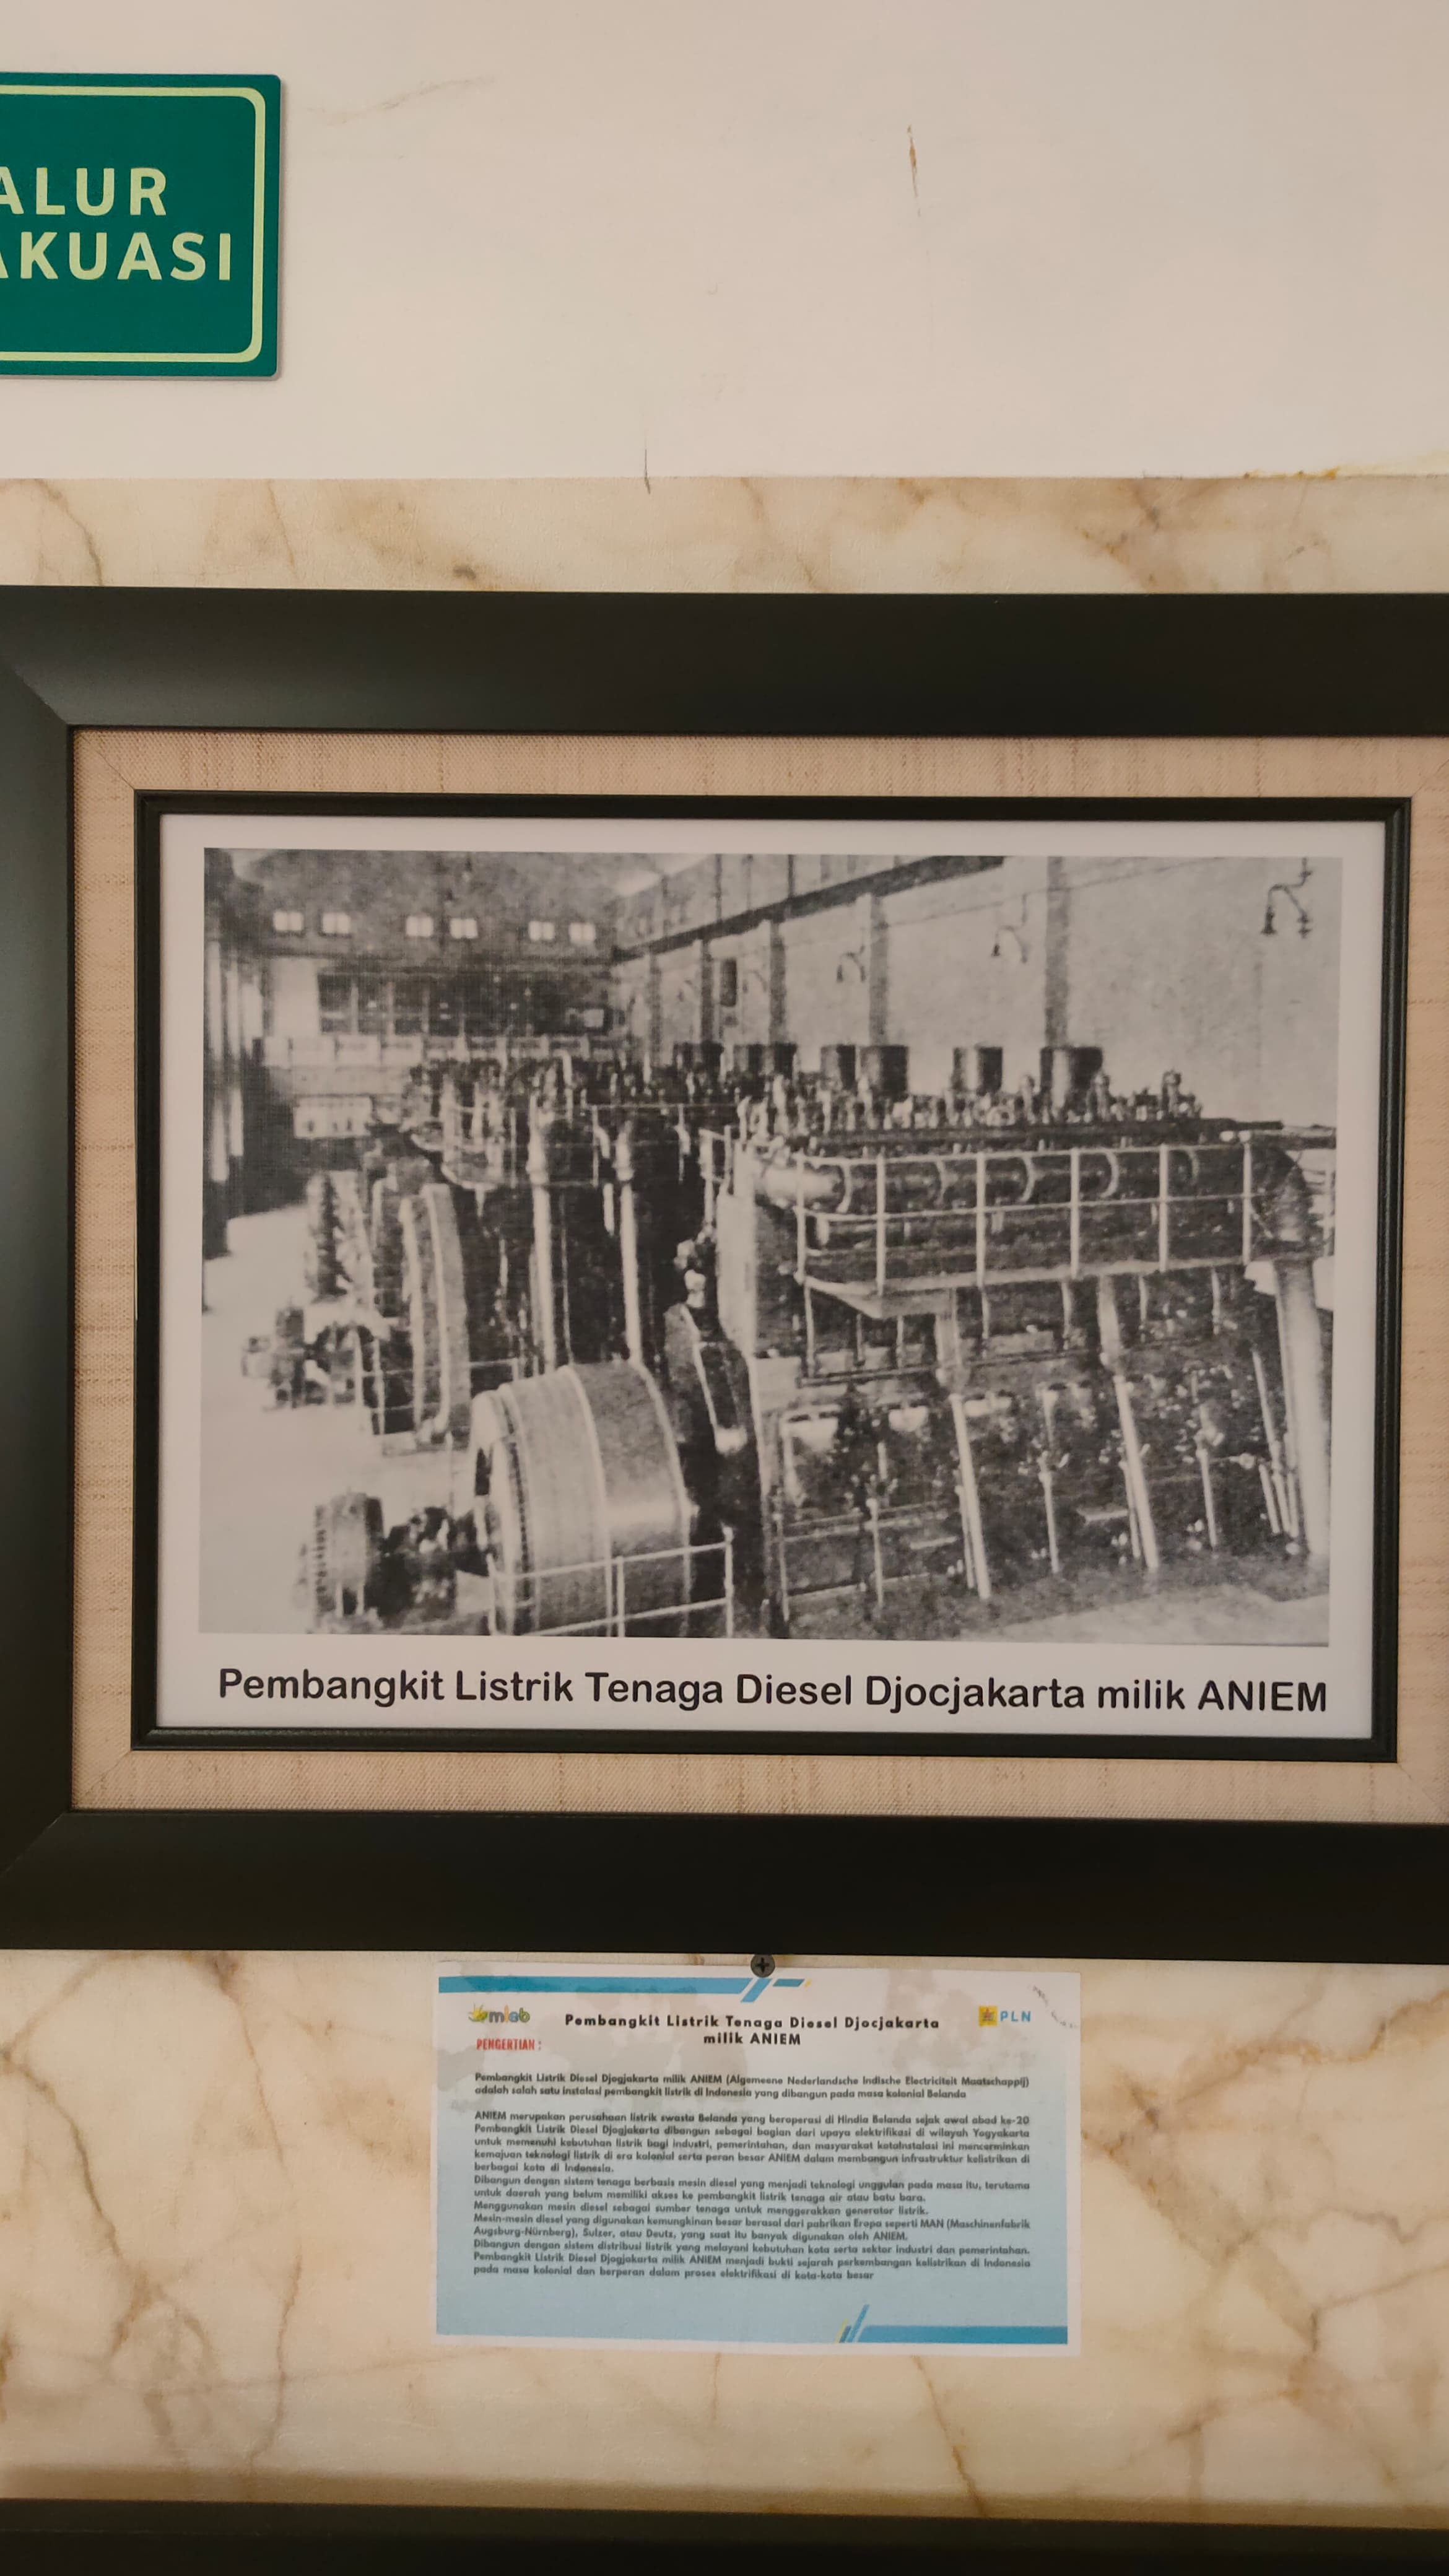 ALUR
AKUASI
Pembangkit Listrik Tenaga Diesel Djocjakarta milik ANIEM
mleb
Pembangkit Listrik Tenaga Diesel Djocjakarta
milik ANIEM
PLN
PENGERTIAN :
Pembangkit Listrik Diesel Djogjakarta milik ANIEM (Algemeene Nederlandsche Indische Electriciteit Maatschappij)
adalah salah satu instalasi pembangkit listrik di Indonesia yang dibangun pada masa kolonial Belanda
ANIEM merupakan perusahaan listrik swasta Belanda yang beroperasi di Hindia Belanda sejak awal abad ke-20
Pembangkit Listrik Diesel Djogjakarta dibangun sebagai bagian dari upaya elektrifikasi di wilayah Yogyakarta
untuk memenuhi kebutuhan listrik bagi industri, pemerintahan, dan masyarakat kotaInstalasi ini mencerminkan
kemajuan teknologi listrik di era kolonial serta peran besar ANIEM dalam membangun infrastruktur kelistrikan di
berbagai kota di Indonesia.
Dibangun dengan sistem tenaga berbasis mesin diesel yang menjadi teknologi unggulan pada masa itu, terutama
untuk daerah yang belum memiliki akses ke pembangkit listrik tenaga air atau batu bara.
Menggunakan mesin diesel sebagai sumber tenaga untuk menggerakkan generator listrik.
Mesin-mesin diesel yang digunakan kemungkinan besar berasal dari pabrikan Eropa seperti MAN (Maschinenfabrik
Augsburg-Nürnberg), Sulzer, atau Deutz, yang saat itu banyak digunakan oleh ANIEM.
Dibangun dengan sistem distribusi listrik yang melayani kebutuhan kota serta sektor industri dan pemerintahan.
Pembangkit Listrik Diesel Djogjakarta milik ANIEM menjadi bukti sejarah perkembangan kelistrikan di Indonesia
pada masa kolonial dan berperan dalam proses elektrifikasi di kota-kota besar